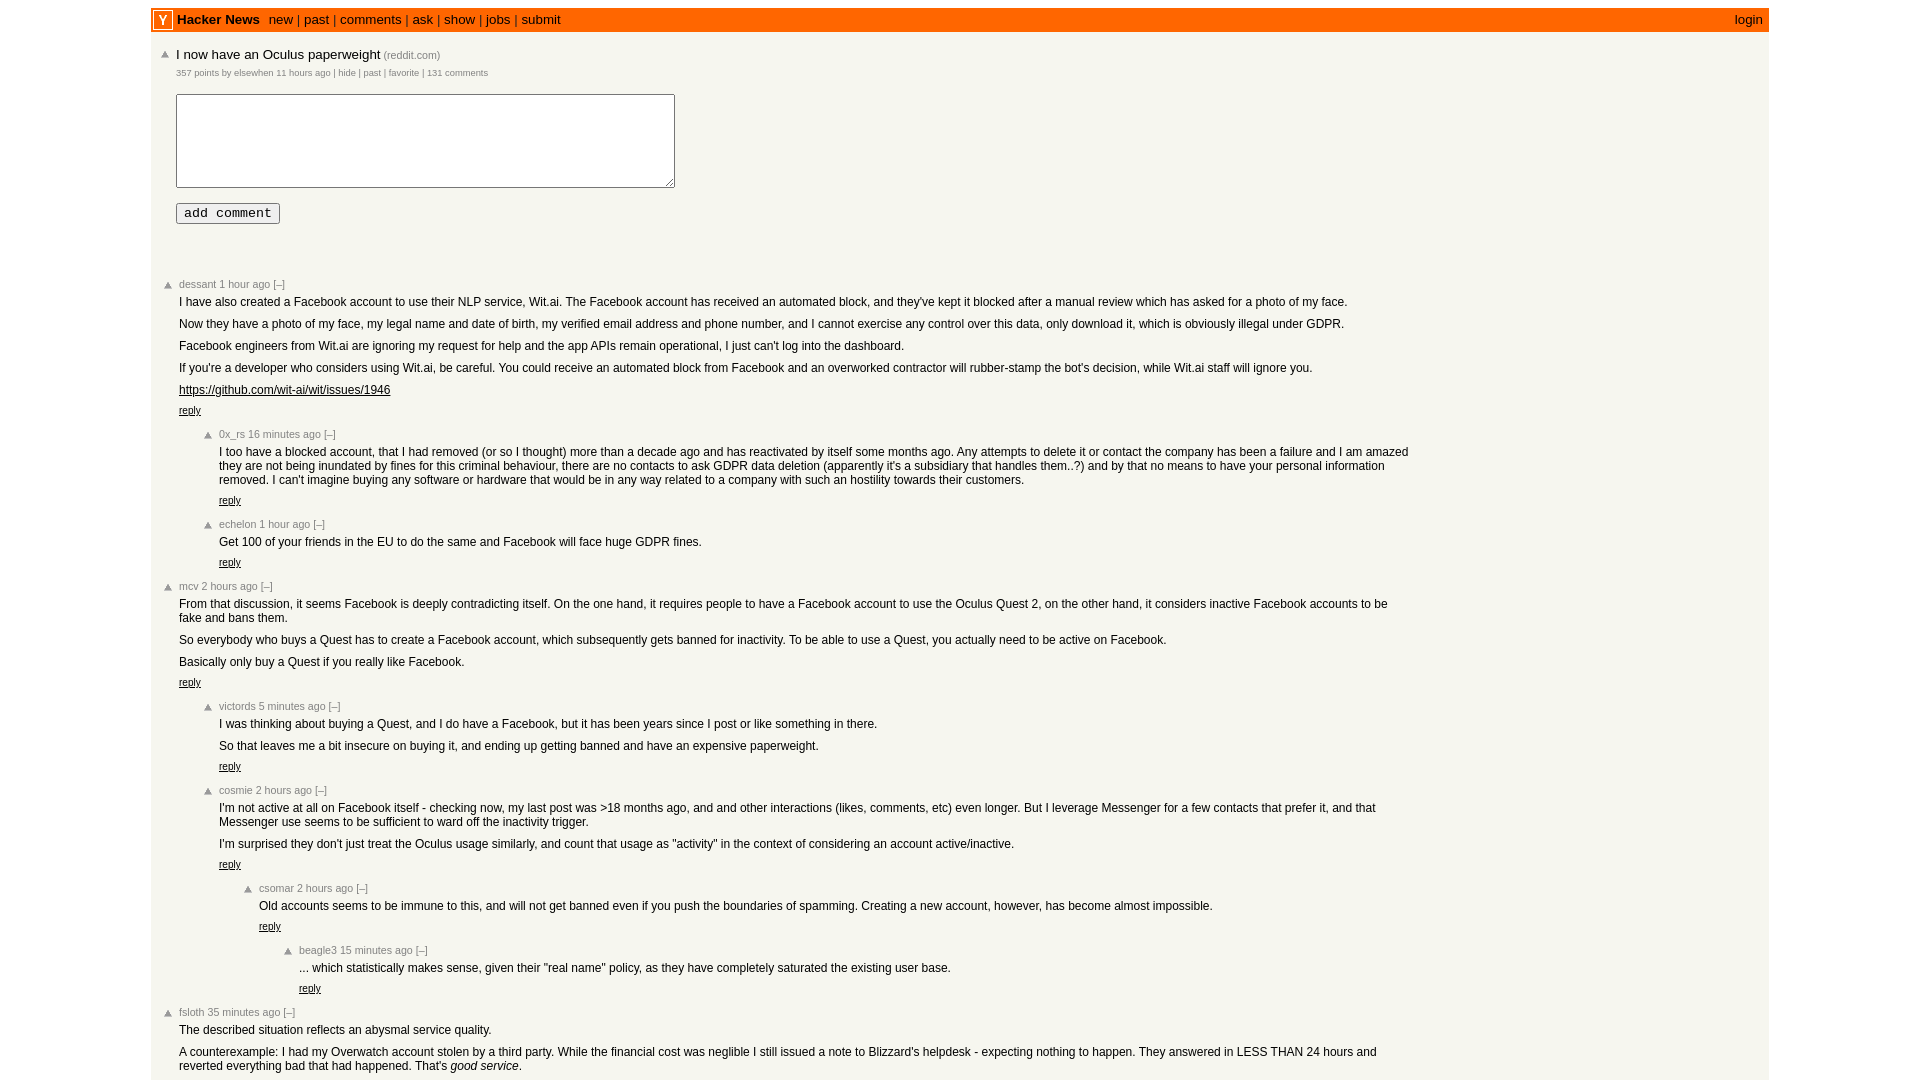 Y Hacker News new | past | comments | ask | show | jobs | submit login
I now have an Oculus paperweight (reddit.com)
357 points by elsewhen 11 hours ago | hide | past | favorite | 131 comments
add comment
dessant 1 hour ago [–]
I have also created a Facebook account to use their NLP service, Wit.ai. The Facebook account has received an automated block, and they've kept it blocked after a manual review which has asked for a photo of my face.
Now they have a photo of my face, my legal name and date of birth, my verified email address and phone number, and I cannot exercise any control over this data, only download it, which is obviously illegal under GDPR.
Facebook engineers from Wit.ai are ignoring my request for help and the app APIs remain operational, I just can't log into the dashboard.
If you're a developer who considers using Wit.ai, be careful. You could receive an automated block from Facebook and an overworked contractor will rubber-stamp the bot's decision, while Wit.ai staff will ignore you.
https://github.com/wit-ai/wit/issues/1946
reply
0x_rs 16 minutes ago [–]
I too have a blocked account, that I had removed (or so I thought) more than a decade ago and has reactivated by itself some months ago. Any attempts to delete it or contact the company has been a failure and I am amazed
they are not being inundated by fines for this criminal behaviour, there are no contacts to ask GDPR data deletion (apparently it's a subsidiary that handles them..?) and by that no means to have your personal information
removed. I can't imagine buying any software or hardware that would be in any way related to a company with such an hostility towards their customers.
reply
echelon 1 hour ago [–]
Get 100 of your friends in the EU to do the same and Facebook will face huge GDPR fines.
reply
mcv 2 hours ago [–]
From that discussion, it seems Facebook is deeply contradicting itself. On the one hand, it requires people to have a Facebook account to use the Oculus Quest 2, on the other hand, it considers inactive Facebook accounts to be
fake and bans them.
So everybody who buys a Quest has to create a Facebook account, which subsequently gets banned for inactivity. To be able to use a Quest, you actually need to be active on Facebook.
Basically only buy a Quest if you really like Facebook.
reply
victords 5 minutes ago [–]
I was thinking about buying a Quest, and I do have a Facebook, but it has been years since I post or like something in there.
So that leaves me a bit insecure on buying it, and ending up getting banned and have an expensive paperweight.
reply
cosmie 2 hours ago [–]
I'm not active at all on Facebook itself - checking now, my last post was >18 months ago, and and other interactions (likes, comments, etc) even longer. But I leverage Messenger for a few contacts that prefer it, and that
Messenger use seems to be sufficient to ward off the inactivity trigger.
I'm surprised they don't just treat the Oculus usage similarly, and count that usage as "activity" in the context of considering an account active/inactive.
reply
csomar 2 hours ago [–]
Old accounts seems to be immune to this, and will not get banned even if you push the boundaries of spamming. Creating a new account, however, has become almost impossible.
reply
beagle3 15 minutes ago [–]
... which statistically makes sense, given their "real name" policy, as they have completely saturated the existing user base.
reply
fsloth 35 minutes ago [–]
The described situation reflects an abysmal service quality.
A counterexample: I had my Overwatch account stolen by a third party. While the financial cost was neglible I still issued a note to Blizzard's helpdesk - expecting nothing to happen. They answered in LESS THAN 24 hours and
reverted everything bad that had happened. That's good service.